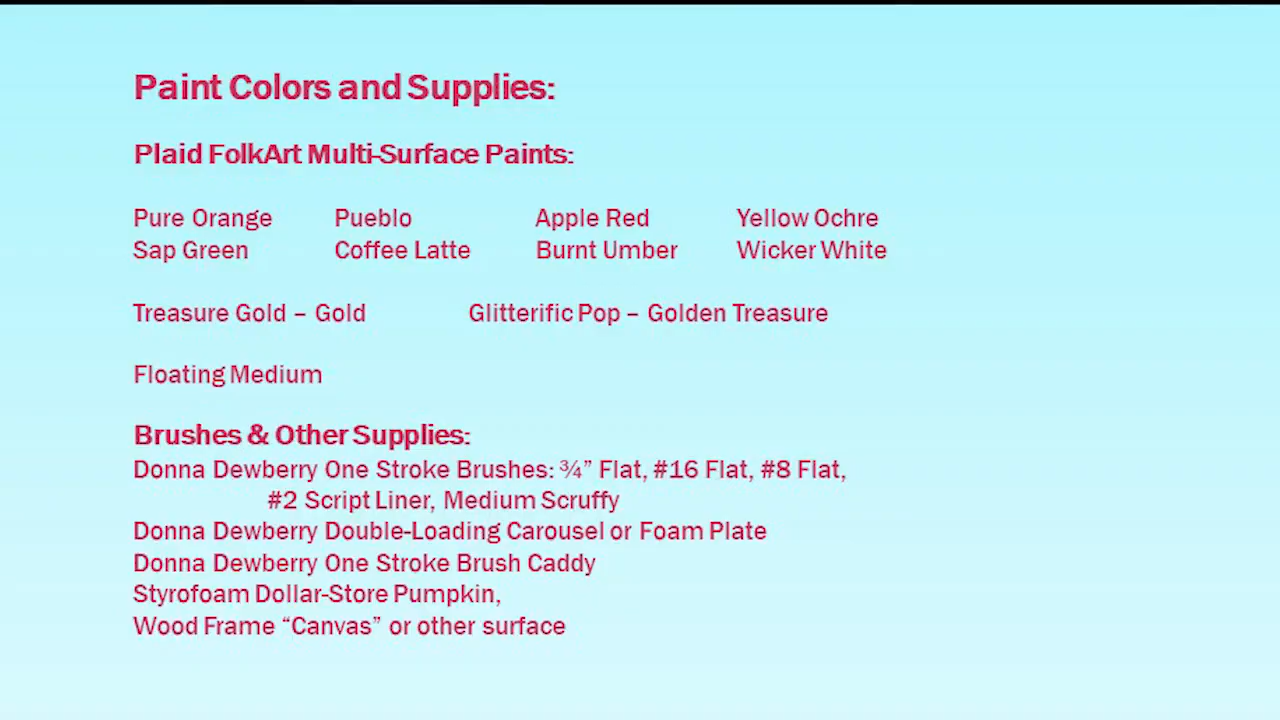 Paint Colors and Supplies:
Plaid FolkArt Multi-Surface Paints:
Pure Orange Pueblo Apple Red Yellow Ochre
Sap Green Coffee Latte Burnt Umber Wicker White
Treasure Gold – Gold Glitterific Pop – Golden Treasure
Floating Medium
Brushes & Other Supplies:
Donna Dewberry One Stroke Brushes: ¾” Flat, #16 Flat, #8 Flat,
#2 Script Liner, Medium Scruffy
Donna Dewberry Double-Loading Carousel or Foam Plate
Donna Dewberry One Stroke Brush Caddy
Styrofoam Dollar-Store Pumpkin,
Wood Frame “Canvas” or other surface